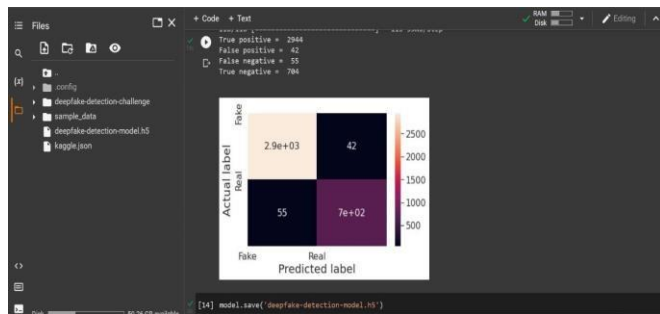 Files
+ Code + Text
RAM
Disk
Editing
True positive = 2944
False positive = 42
False negative = 55
True negative = 704
{x}
..
.config
deepfake-detection-challenge
sample_data
deepfake-detection-model.h5
kaggle.json
Actual label
Fake
Real
2.9e+03
42
55
7e+02
2500
2000
1500
1000
500
Fake
Real
Predicted label
<>
[14] model.save('deepfake-detection-model.h5')
Disk
available